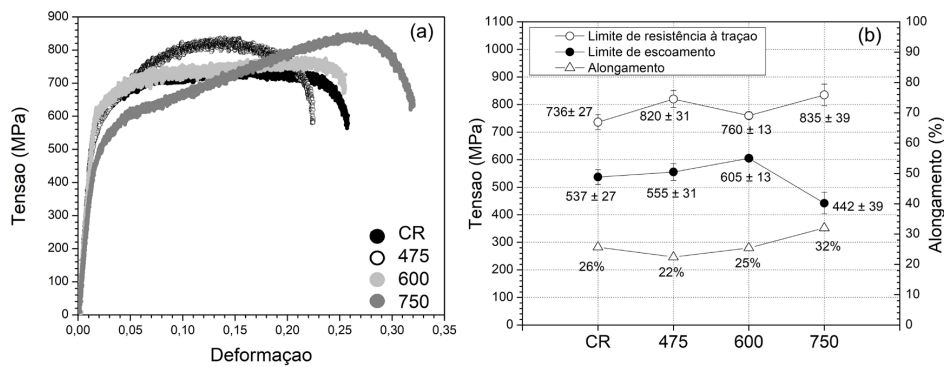 (a)
Tensao (MPa)
900
800
700
600
500
400
300
200
100
0
0,00 0,05 0,10 0,15 0,20 0,25 0,30 0,35
Deformaçao
CR
475
600
750
(b)
Limite de resistência à traçao
Limite de escoamento
Alongamento
Tensao (MPa)
1100
1000
900
800
700
600
500
400
300
200
100
0
736± 27
820 ± 31
760 ± 13
835 ± 39
537 ± 27
555 ± 31
605 ± 13
442 ± 39
26%
22%
25%
32%
CR 475 600 750
100
90
80
70
60
50
40
30
20
10
0
Alongamento (%)